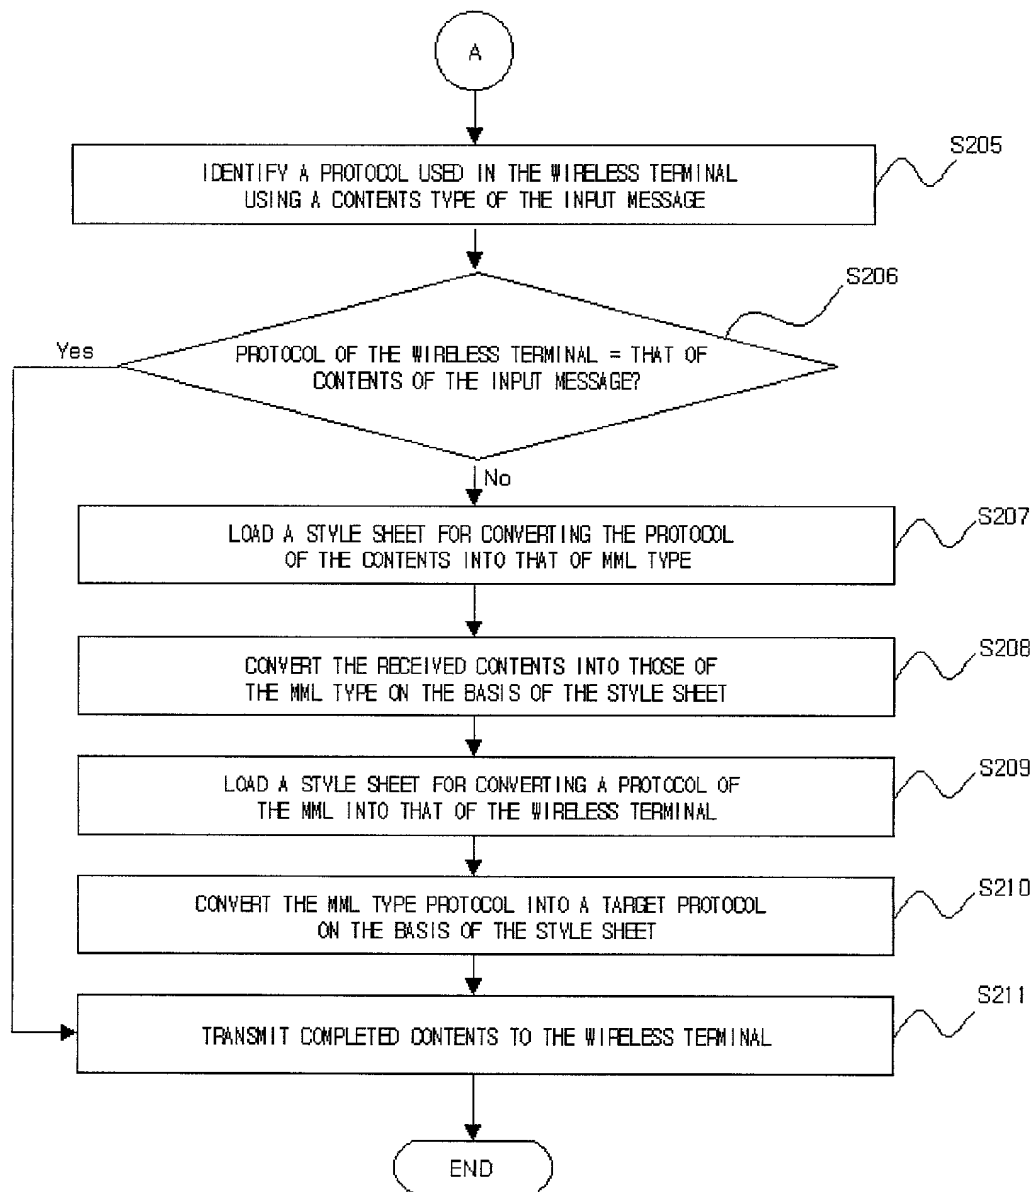 A
IDENTIFY A PROTOCOL USED IN THE WIRELESS TERMINAL
USING A CONTENTS TYPE OF THE INPUT MESSAGE
S205
S206
Yes
PROTOCOL OF THE WIRELESS TERMINAL = THAT OF
CONTENTS OF THE INPUT MESSAGE?
No
LOAD A STYLE SHEET FOR CONVERTING THE PROTOCOL
OF THE CONTENTS INTO THAT OF MML TYPE
S207
CONVERT THE RECEIVED CONTENTS INTO THOSE OF
THE MML TYPE ON THE BASIS OF THE STYLE SHEET
S208
LOAD A STYLE SHEET FOR CONVERTING A PROTOCOL OF
THE MML INTO THAT OF THE WIRELESS TERMINAL
S209
CONVERT THE MML TYPE PROTOCOL INTO A TARGET PROTOCOL
ON THE BASIS OF THE STYLE SHEET
S210
TRANSMIT COMPLETED CONTENTS TO THE WIRELESS TERMINAL
S211
END